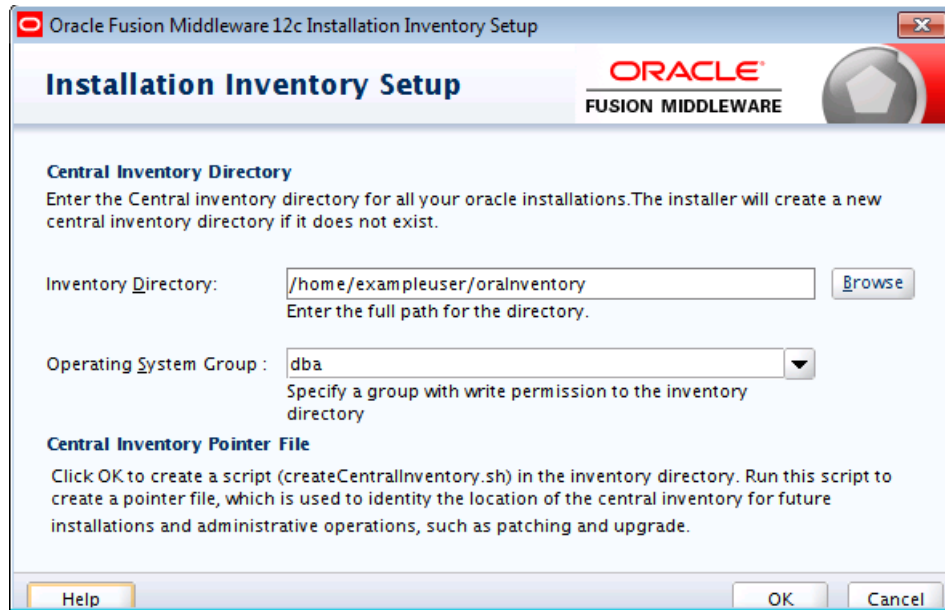 Oracle Fusion Middleware 12c Installation Inventory Setup
Installation Inventory Setup
ORACLE
FUSION MIDDLEWARE
Central Inventory Directory
Enter the Central inventory directory for all your oracle installations.The installer will create a new
central inventory directory if it does not exist.
Inventory Directory:
/home/exampleuser/oraInventory
Browse
Enter the full path for the directory.
Operating System Group :
dba
Specify a group with write permission to the inventory
directory
Central Inventory Pointer File
Click OK to create a script (createCentralInventory.sh) in the inventory directory. Run this script to
create a pointer file, which is used to identity the location of the central inventory for future
installations and administrative operations, such as patching and upgrade.
Help
OK
Cancel